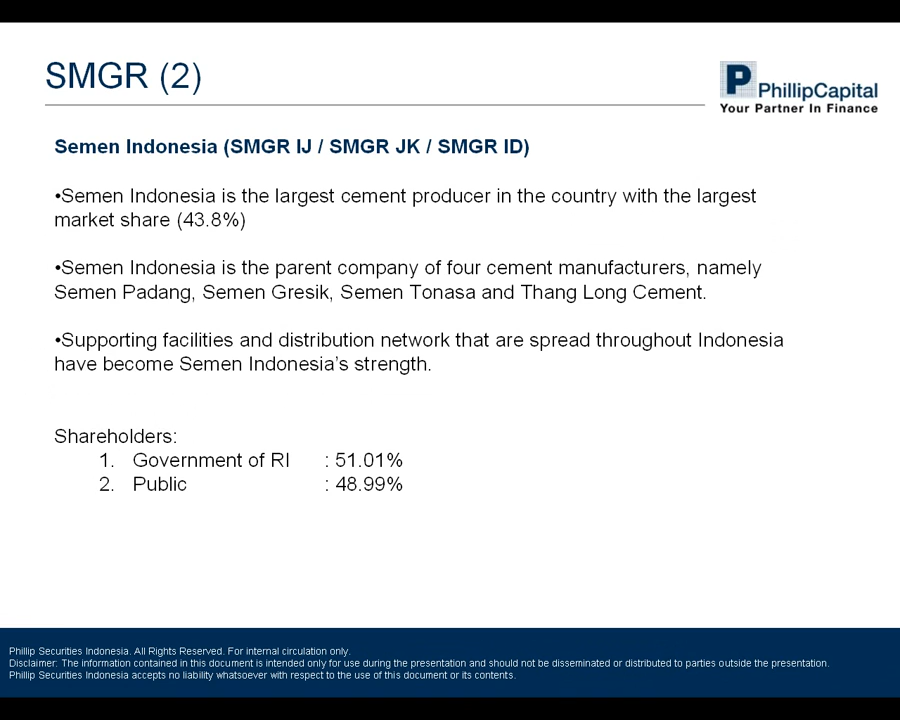 SMGR (2)
P PhillipCapital
Your Partner In Finance
Semen Indonesia (SMGR IJ / SMGR JK / SMGR ID)
•Semen Indonesia is the largest cement producer in the country with the largest
market share (43.8%)
•Semen Indonesia is the parent company of four cement manufacturers, namely
Semen Padang, Semen Gresik, Semen Tonasa and Thang Long Cement.
•Supporting facilities and distribution network that are spread throughout Indonesia
have become Semen Indonesia's strength.
Shareholders:
1. Government of RI : 51.01%
2. Public : 48.99%
Phillip Securities Indonesia. All Rights Reserved. For internal circulation only.
Disclaimer: The information contained in this document is intended only for use during the presentation and should not be disseminated or distributed to parties outside the presentation.
Phillip Securities Indonesia accepts no liability whatsoever with respect to the use of this document or its contents.